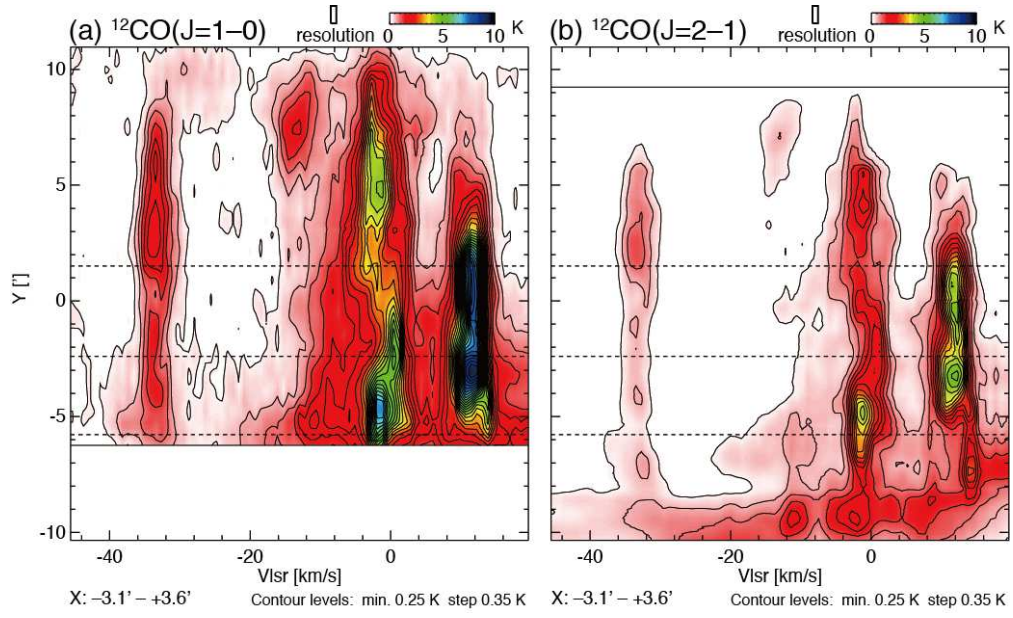 (a) ¹²CO(J=1–0)
resolution
0 5 10 K
(b) ¹²CO(J=2–1)
resolution
0 5 10 K
10
5
0
-5
-10
Y [']
-40 -20 0
Vlsr [km/s]
X: –3.1' – +3.6' Contour levels: min. 0.25 K step 0.35 K
-40 -20 0
Vlsr [km/s]
X: –3.1' – +3.6' Contour levels: min. 0.25 K step 0.35 K